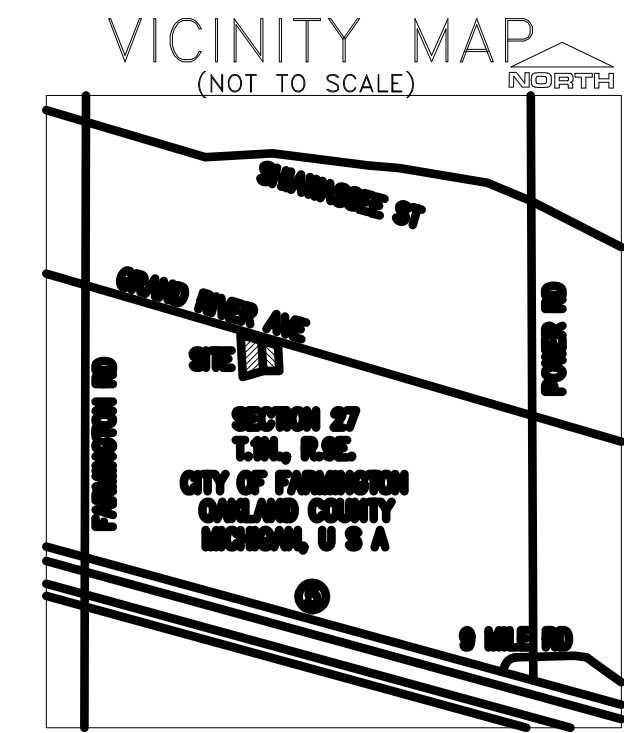 VICINITY MAP
(NOT TO SCALE)
NORTH
SHIAWASSEE ST
GRAND RIVER AVE
POWER RD
SITE
FARMINGTON RD
SECTION 27
T.1N., R.9E.
CITY OF FARMINGTON
OAKLAND COUNTY
MICHIGAN, U S A
9 MILE RD